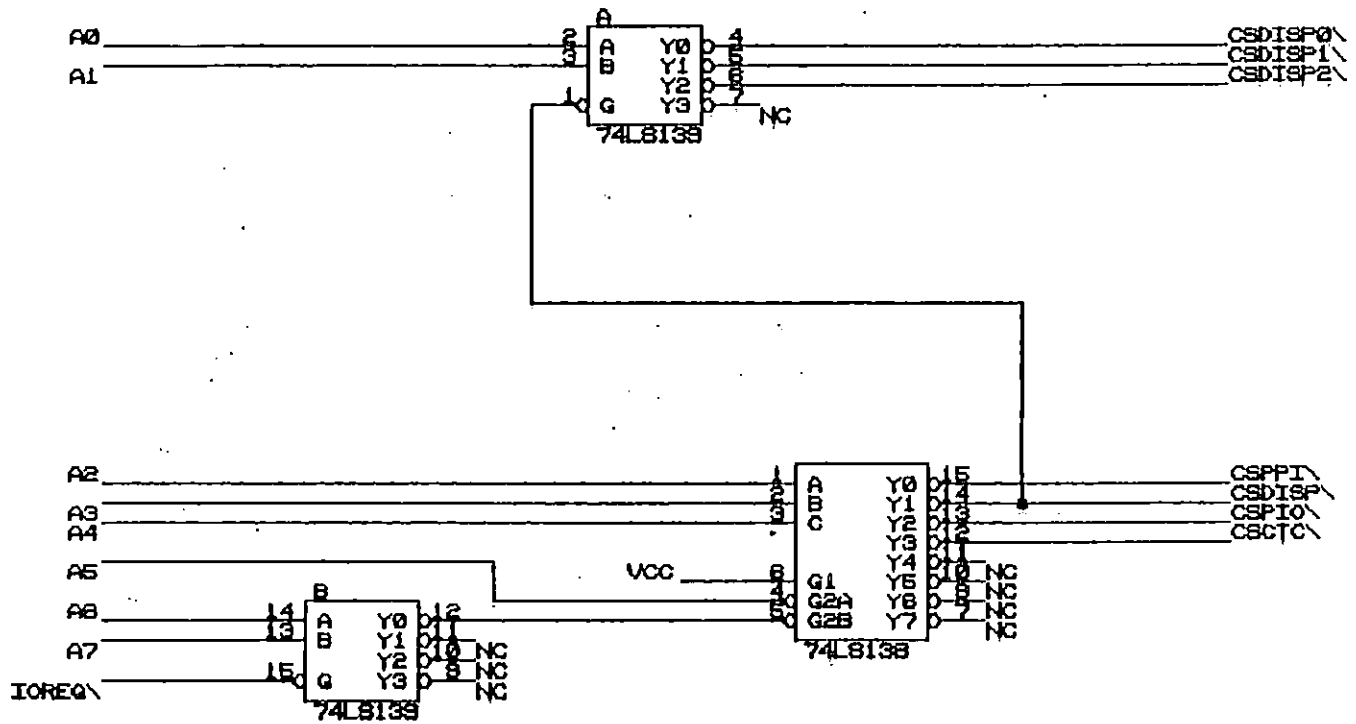 A
A0 2 A Y0 4 CSDISP0\
A1 3 B Y1 5 CSDISP1\
Y2 6 CSDISP2\
1 G Y3 7 NC
74LS139
A2 1 A Y0 15 CSPPI\
A3 2 B Y1 14 CSDISP\
A4 3 C Y2 13 CSPIO\
Y3 12 CSCTC\
Y4 11 NC
VCC 6 G1 Y5 10 NC
A5 4 G2A Y6 9 NC
5 G2B Y7 7 NC
74LS138
B
A6 14 A Y0 12
A7 13 B Y1 11 NC
Y2 10 NC
IOREQ\ 15 G Y3 9 NC
74LS139